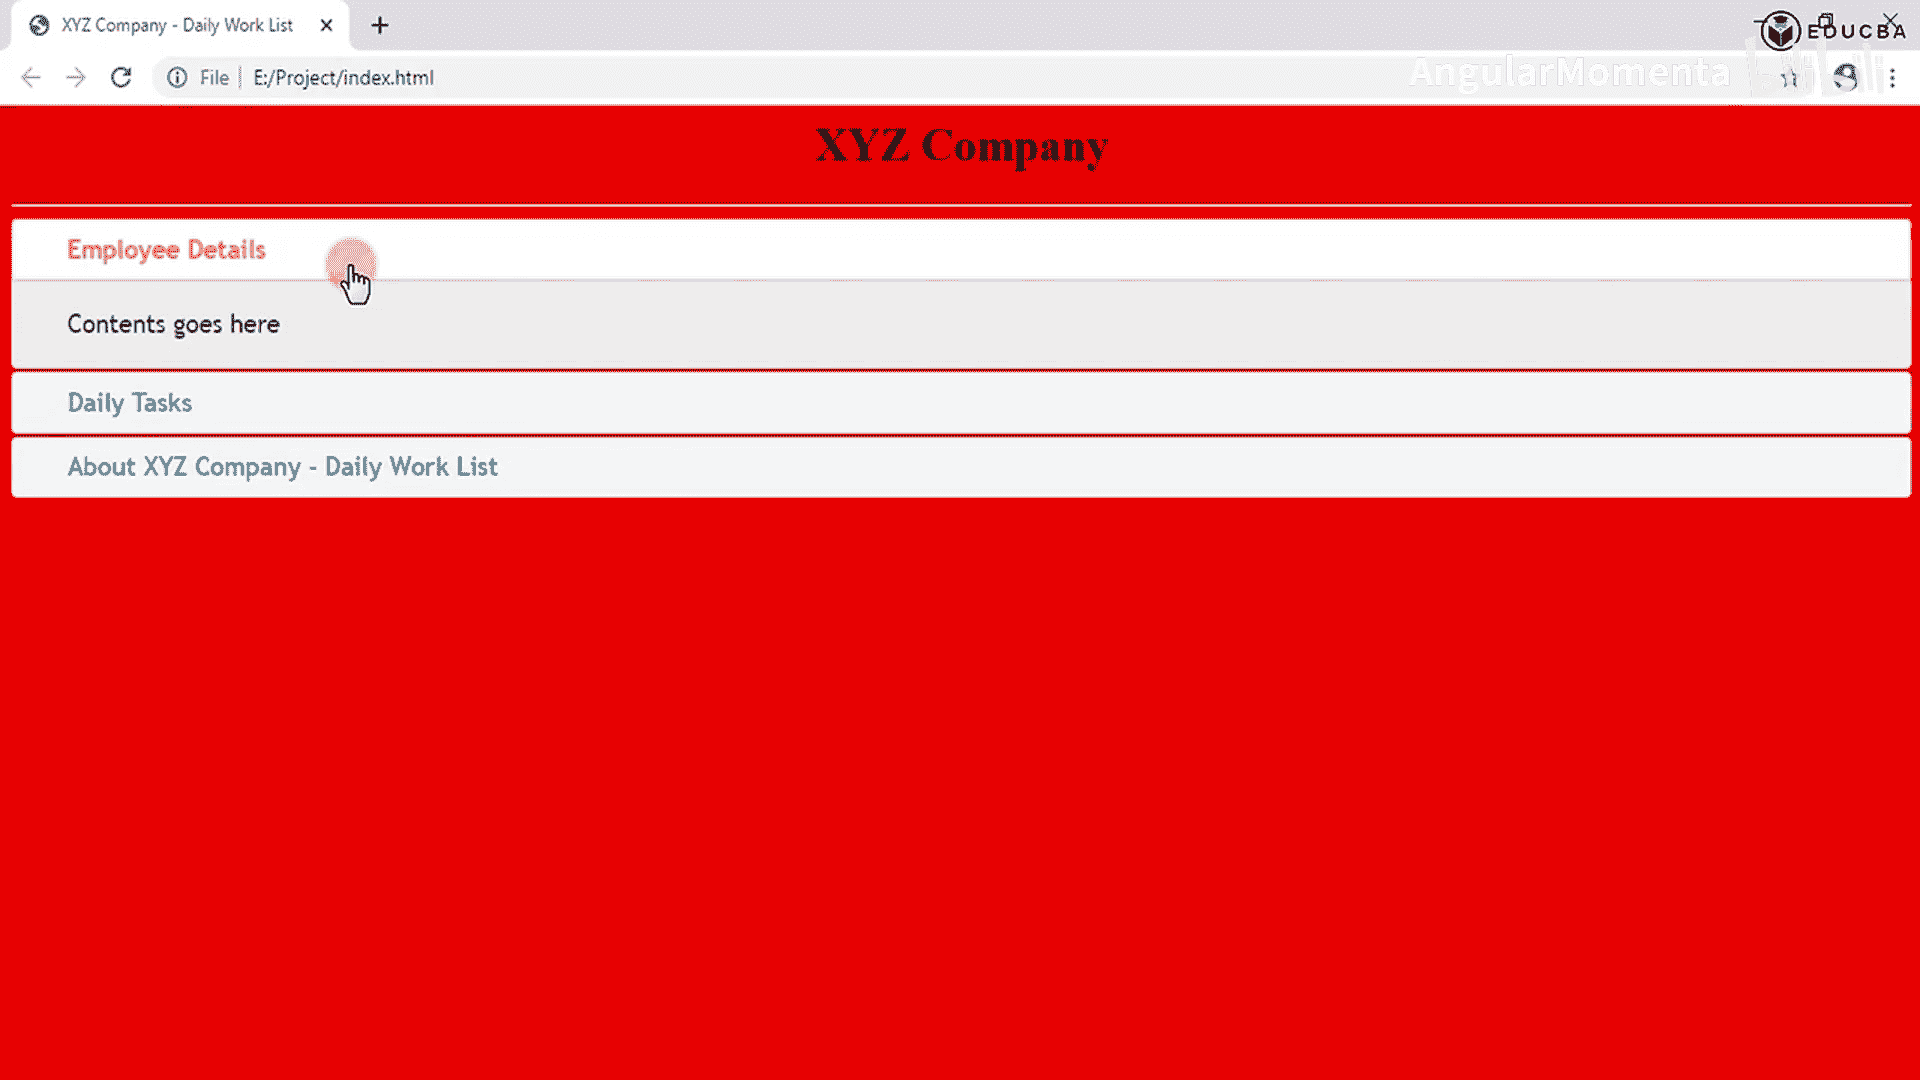 XYZ Company - Daily Work List
EDUCBA
File
E:/Project/index.html
AngularMomenta
XYZ Company
Employee Details
Contents goes here
Daily Tasks
About XYZ Company - Daily Work List